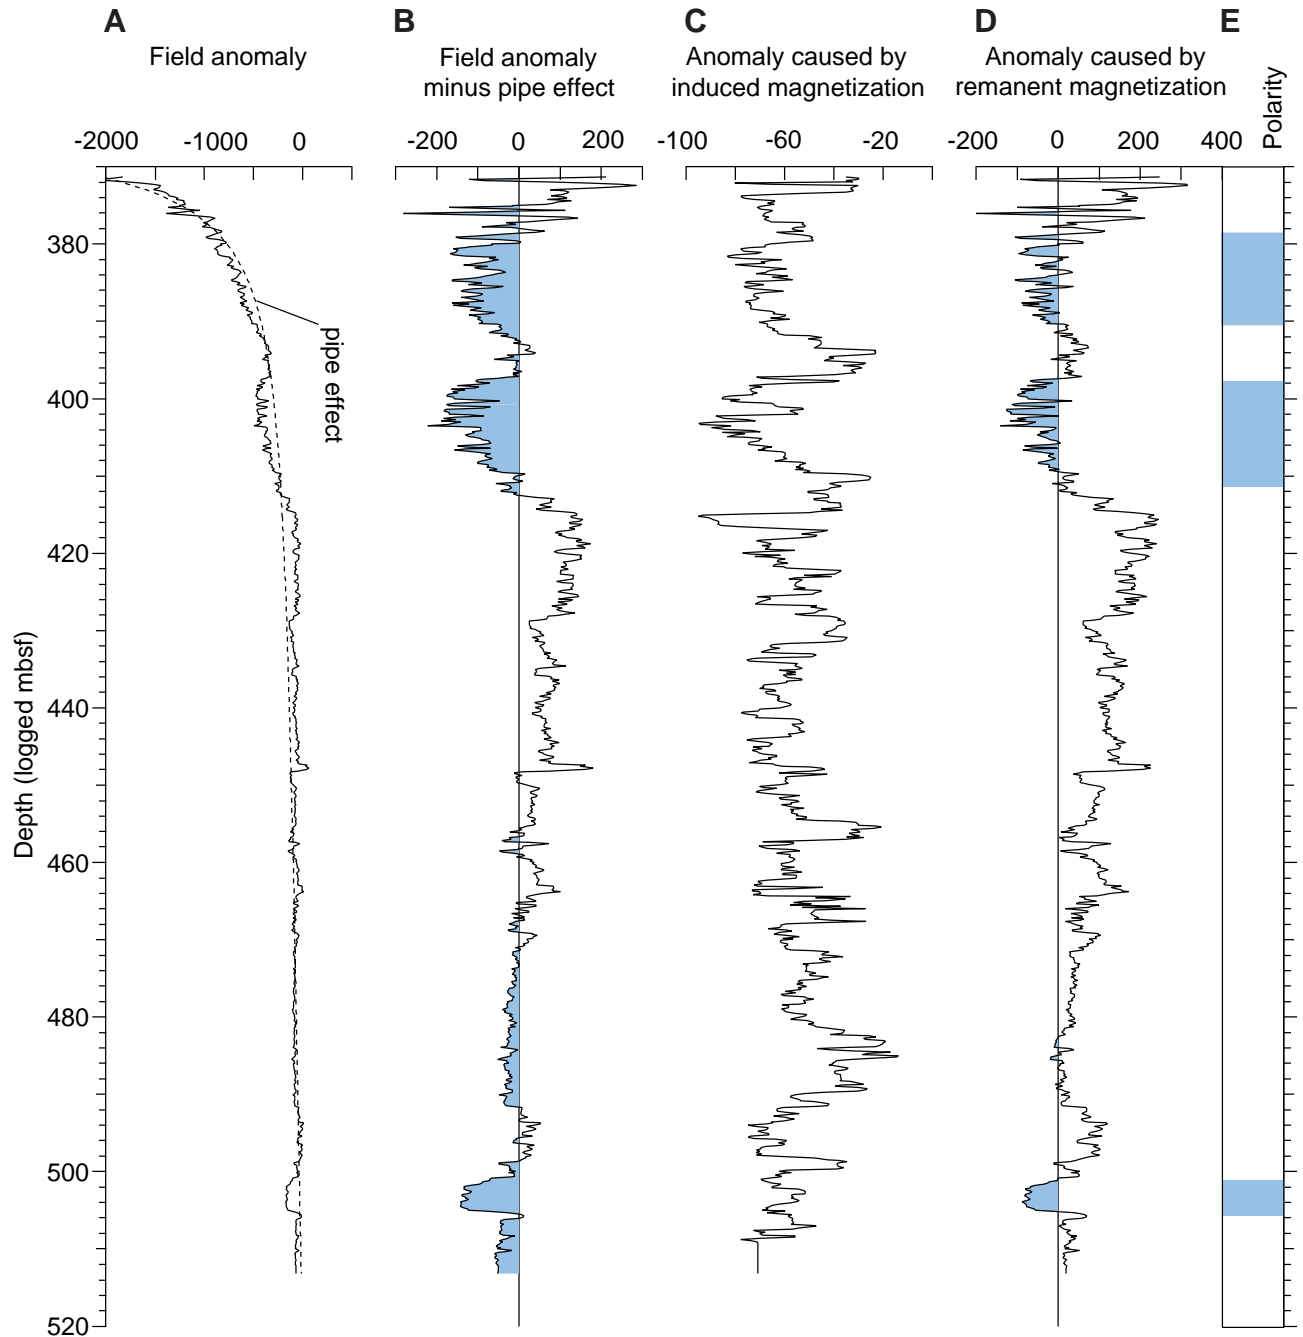 A B C D E
Field anomaly
Field anomaly
minus pipe effect
Anomaly caused by
induced magnetization
Anomaly caused by
remanent magnetization
Polarity
-2000 -1000 0
-200 0 200
-100 -60 -20
-200 0 200 400
pipe effect
Depth (logged mbsf)
380
400
420
440
460
480
500
520